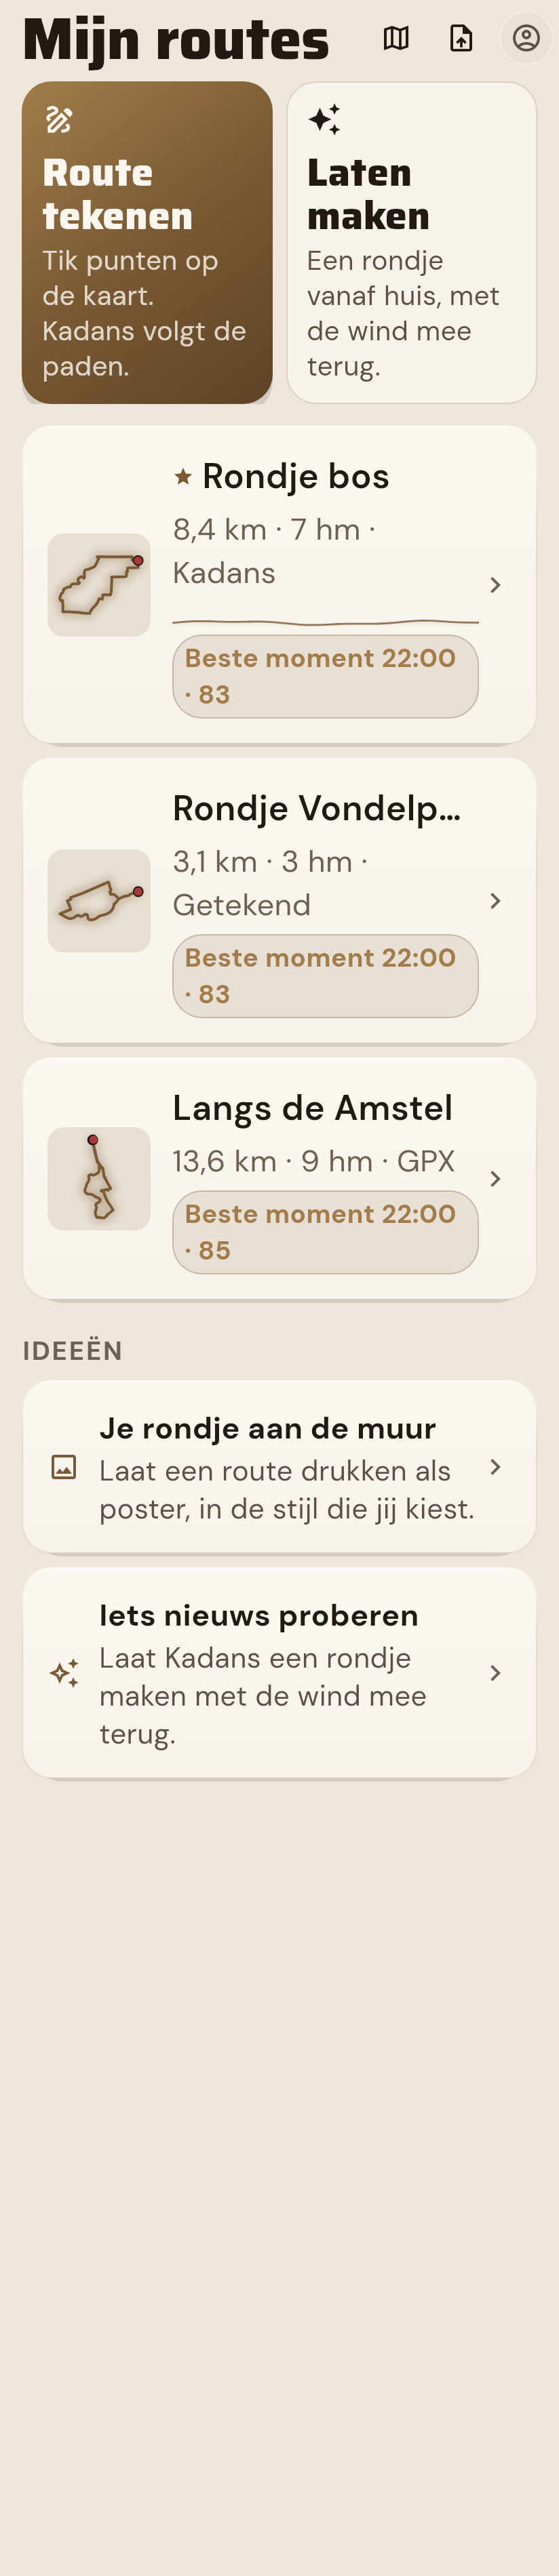 Mijn routes
Route
tekenen
Tik punten op
de kaart.
Kadans volgt de
paden.
Laten
maken
Een rondje
vanaf huis, met
de wind mee
terug.
Rondje bos
8,4 km · 7 hm ·
Kadans
Beste moment 22:00
· 83
Rondje Vondelp...
3,1 km · 3 hm ·
Getekend
Beste moment 22:00
· 83
Langs de Amstel
13,6 km · 9 hm · GPX
Beste moment 22:00
· 85
IDEEËN
Je rondje aan de muur
Laat een route drukken als
poster, in de stijl die jij kiest.
Iets nieuws proberen
Laat Kadans een rondje
maken met de wind mee
terug.